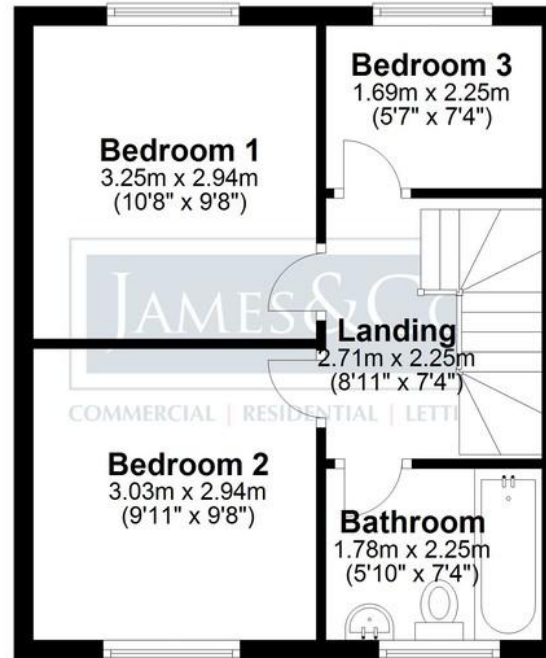 Bedroom 1
3.25m x 2.94m
(10'8" x 9'8")
Bedroom 3
1.69m x 2.25m
(5'7" x 7'4")
JAMES&Co
COMMERCIAL | RESIDENTIAL | LETTI
Landing
2.71m x 2.25m
(8'11" x 7'4")
Bedroom 2
3.03m x 2.94m
(9'11" x 9'8")
Bathroom
1.78m x 2.25m
(5'10" x 7'4")